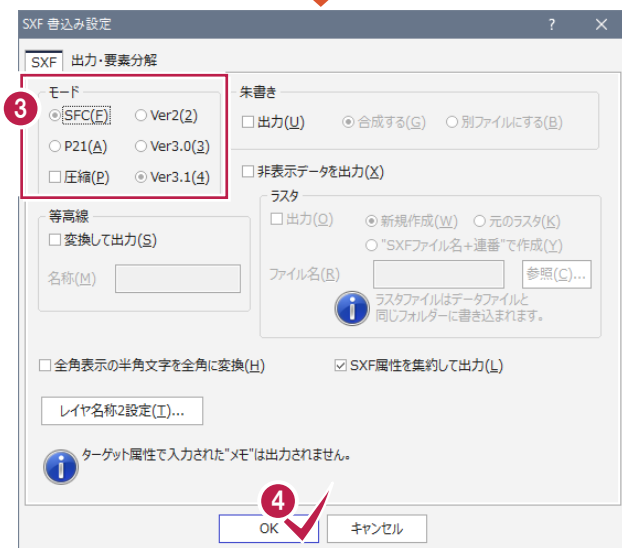 SXF 書込み設定 ? ×
SXF 出力・要素分解
3
モード
SFC(F) Ver2(2)
P21(A) Ver3.0(3)
圧縮(P) Ver3.1(4)
朱書き
出力(U) 合成する(G) 別ファイルにする(B)
非表示データを出力(X)
等高線
変換して出力(S)
名称(M)
ラスタ
出力(O) 新規作成(W) 元のラスタ(K)
"SXFファイル名+連番"で作成(Y)
ファイル名(R) 参照(C)...
ラスタファイルはデータファイルと
同じフォルダーに書き込まれます。
全角表示の半角文字を全角に変換(H) SXF属性を集約して出力(L)
レイヤ名称2設定(T)...
ターゲット属性で入力された"メモ"は出力されません。
4
OK キャンセル